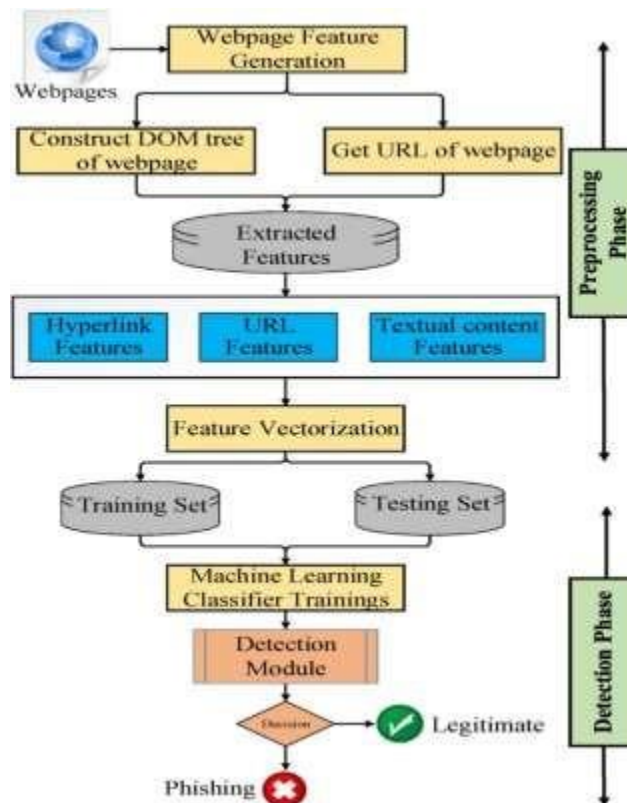 Webpage Feature
Generation
Webpages
Construct DOM tree
of webpage
Get URL of webpage
Extracted
Features
Hyperlink
Features
URL
Features
Textual content
Features
Feature Vectorization
Training Set
Testing Set
Machine Learning
Classifier Trainings
Detection
Module
Decision
Legitimate
Phishing
Preprocessing
Phase
Detection Phase